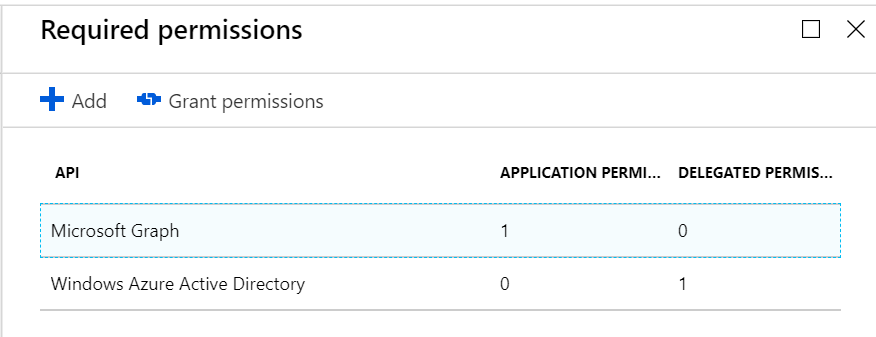 Required permissions
Add Grant permissions
API APPLICATION PERMI... DELEGATED PERMIS...
Microsoft Graph 1 0
Windows Azure Active Directory 0 1